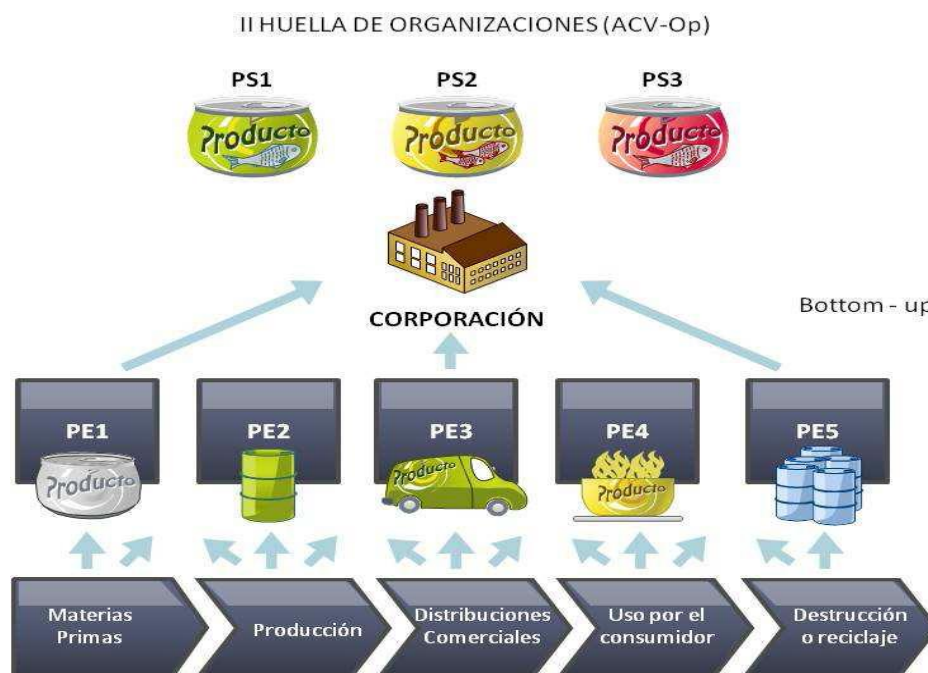 II HUELLA DE ORGANIZACIONES (ACV-Op)
PS1
PS2
PS3
Producto
Producto
Producto
CORPORACIÓN
Bottom - up
PE1
PE2
PE3
PE4
PE5
Producto
Producto
Producto
Materias
Primas
Producción
Distribuciones
Comerciales
Uso por el
consumidor
Destrucción
o reciclaje